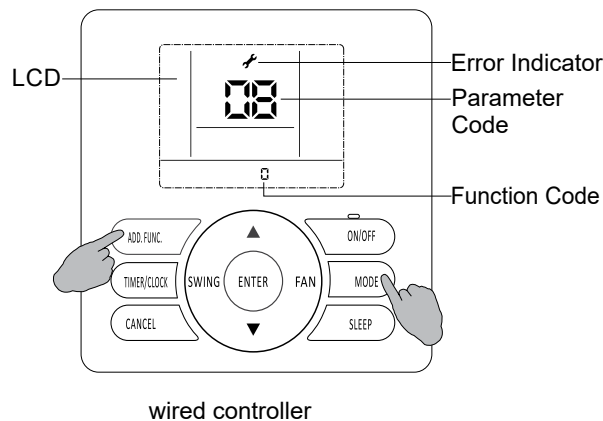 LCD
Error Indicator
08
Parameter
Code
0
Function Code
ADD. FUNC.
ON/OFF
TIMER/CLOCK
SWING
ENTER
FAN
MODE
CANCEL
SLEEP
wired controller